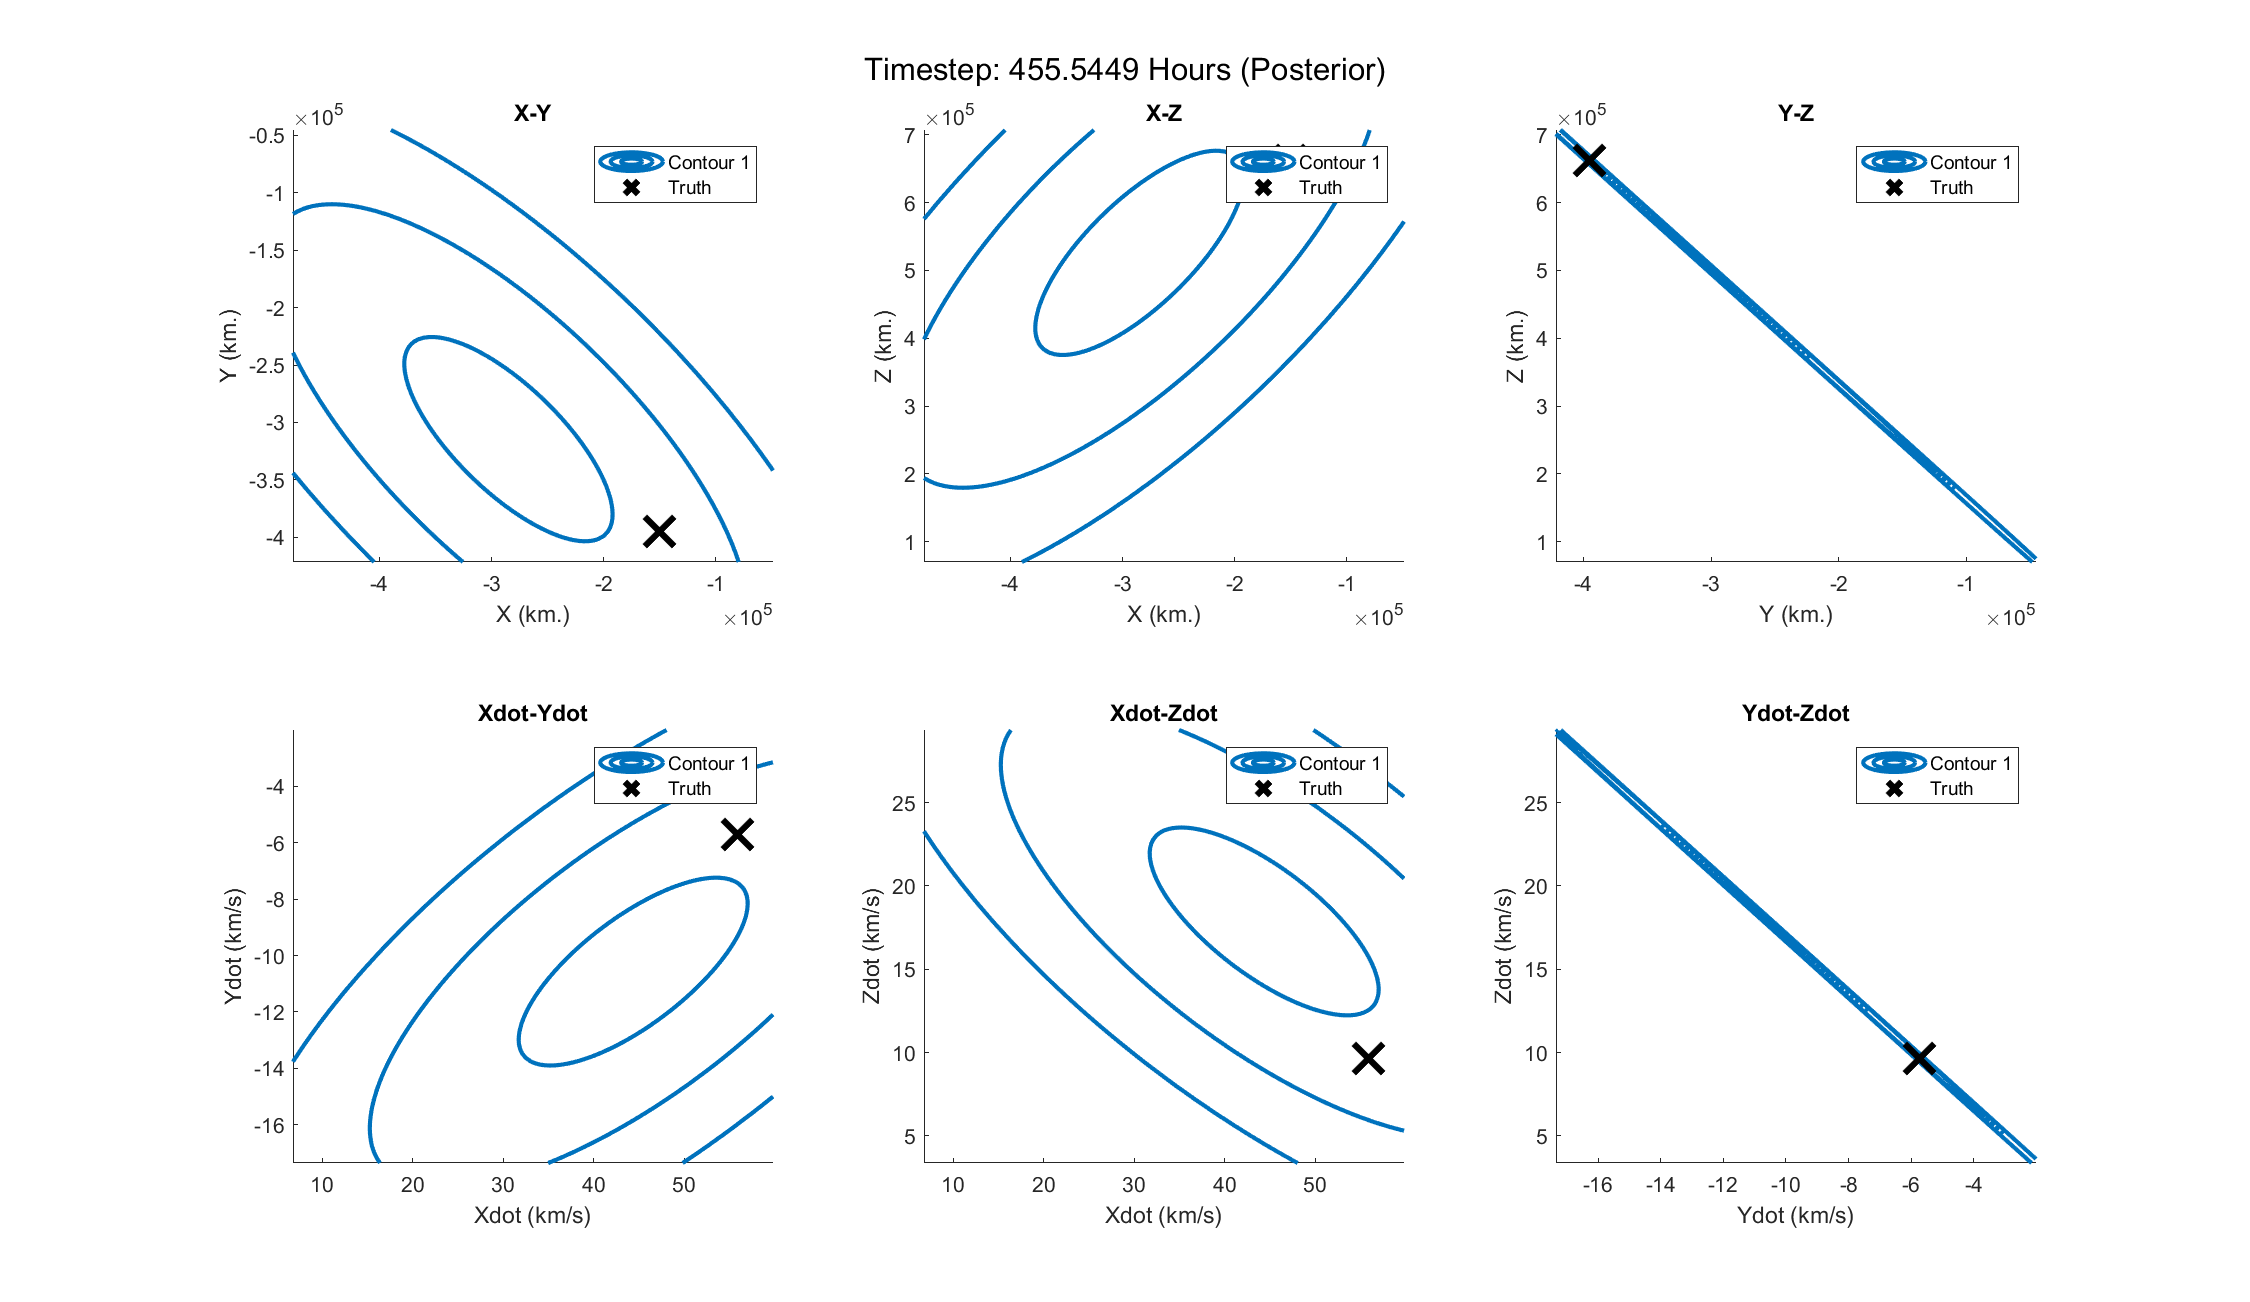 Timestep: 455.5449 Hours (Posterior)
X-Y
×10^5
-0.5
-1
-1.5
-2
-2.5
-3
-3.5
-4
Y (km.)
-4 -3 -2 -1
X (km.)
×10^5
Contour 1
Truth
X-Z
×10^5
7
6
5
4
3
2
1
Z (km.)
-4 -3 -2 -1
X (km.)
×10^5
Contour 1
Truth
Y-Z
×10^5
7
6
5
4
3
2
1
Z (km.)
-4 -3 -2 -1
Y (km.)
×10^5
Contour 1
Truth
Xdot-Ydot
-4
-6
-8
-10
-12
-14
-16
Ydot (km/s)
10 20 30 40 50
Xdot (km/s)
Contour 1
Truth
Xdot-Zdot
25
20
15
10
5
Zdot (km/s)
10 20 30 40 50
Xdot (km/s)
Contour 1
Truth
Ydot-Zdot
25
20
15
10
5
Zdot (km/s)
-16 -14 -12 -10 -8 -6 -4
Ydot (km/s)
Contour 1
Truth